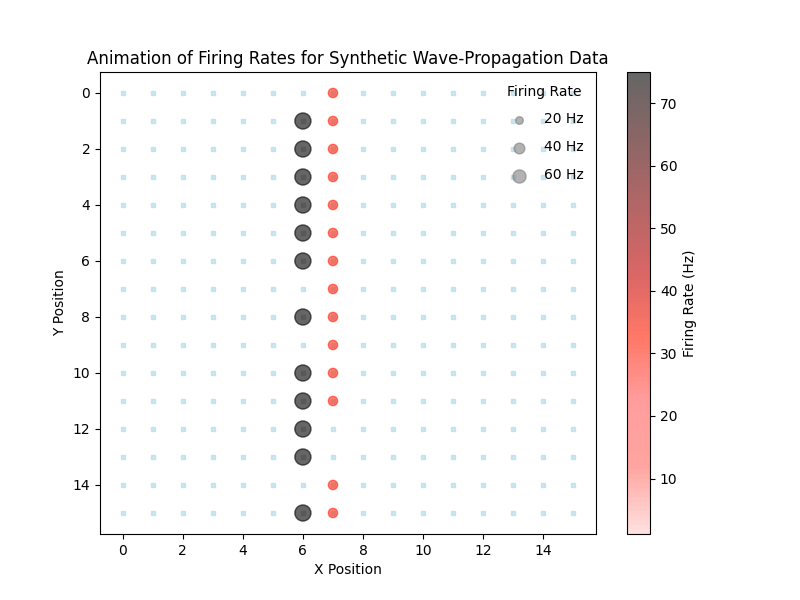 Animation of Firing Rates for Synthetic Wave-Propagation Data
Firing Rate
20 Hz
40 Hz
60 Hz
0
2
4
6
8
10
12
14
Y Position
0 2 4 6 8 10 12 14
X Position
70
60
50
40
30
20
10
Firing Rate (Hz)